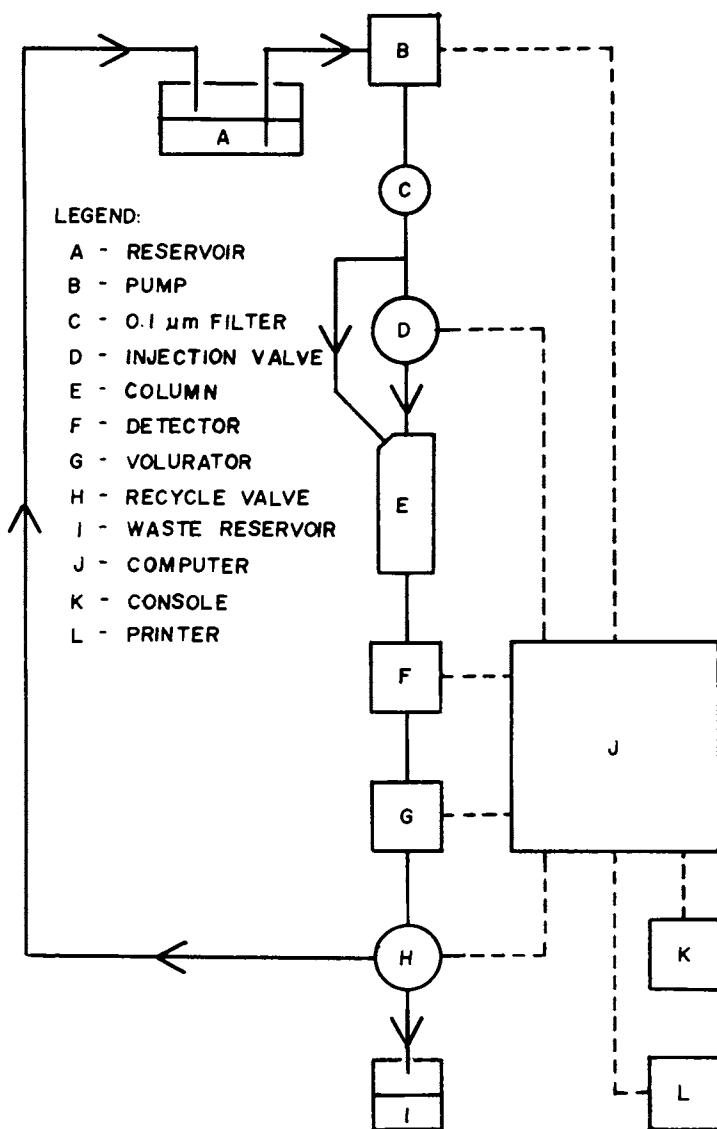 B
A
C
LEGEND:
A - RESERVOIR
B - PUMP
C - 0.1 µm FILTER
D - INJECTION VALVE
E - COLUMN
F - DETECTOR
G - VOLURATOR
H - RECYCLE VALVE
I - WASTE RESERVOIR
J - COMPUTER
K - CONSOLE
L - PRINTER
D
E
F
J
G
H
K
I
L